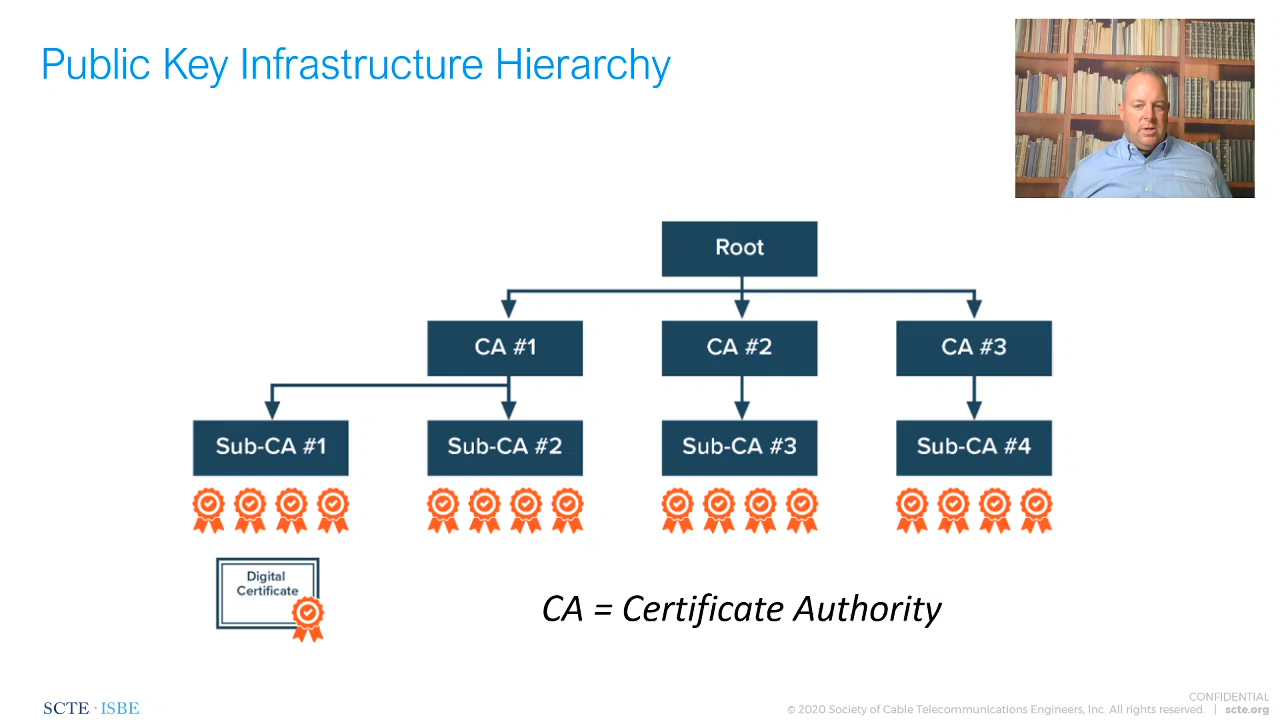 Public Key Infrastructure Hierarchy
Root
CA #1
CA #2
CA #3
Sub-CA #1
Sub-CA #2
Sub-CA #3
Sub-CA #4
Digital
Certificate
CA = Certificate Authority
SCTE · ISBE
CONFIDENTIAL
© 2020 Society of Cable Telecommunications Engineers, Inc. All rights reserved. | scte.org